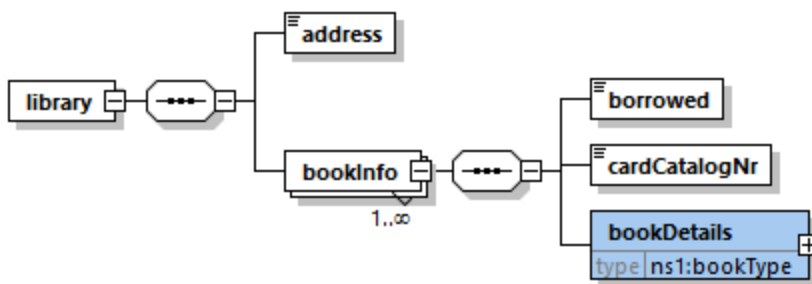 address
library
borrowed
bookInfo
1..∞
cardCatalogNr
bookDetails
type ns1:bookType